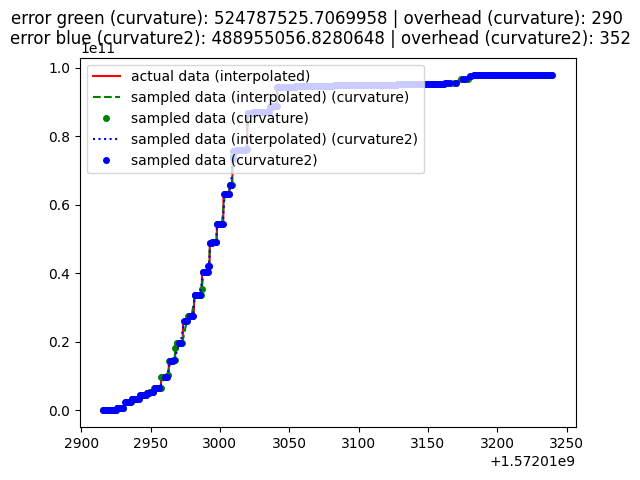 error green (curvature): 524787525.7069958 | overhead (curvature): 290
error blue (curvature2): 488955056.8280648 | overhead (curvature2): 352
1e11
actual data (interpolated)
sampled data (interpolated) (curvature)
sampled data (curvature)
sampled data (interpolated) (curvature2)
sampled data (curvature2)
1.0
0.8
0.6
0.4
0.2
0.0
2900 2950 3000 3050 3100 3150 3200 3250
+1.57201e9